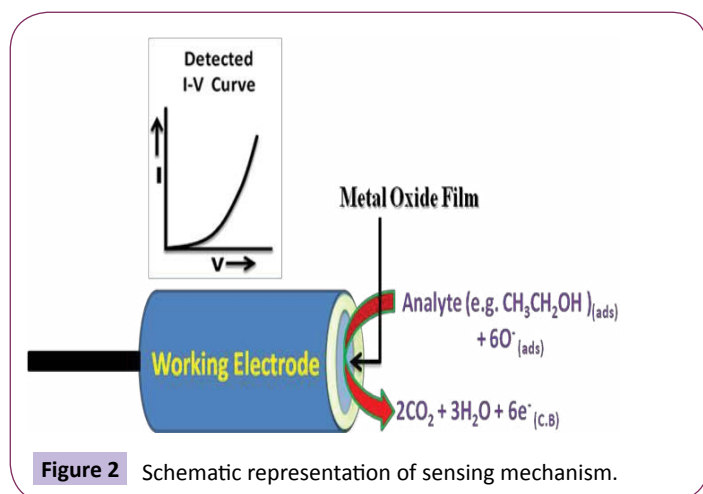 Detected
I-V Curve
I
V
Metal Oxide Film
Analyte (e.g. CH₃CH₂OH )₍ads₎
+ 6O⁻₍ads₎
Working Electrode
2CO₂ + 3H₂O + 6e⁻₍C.B₎
Figure 2 Schematic representation of sensing mechanism.